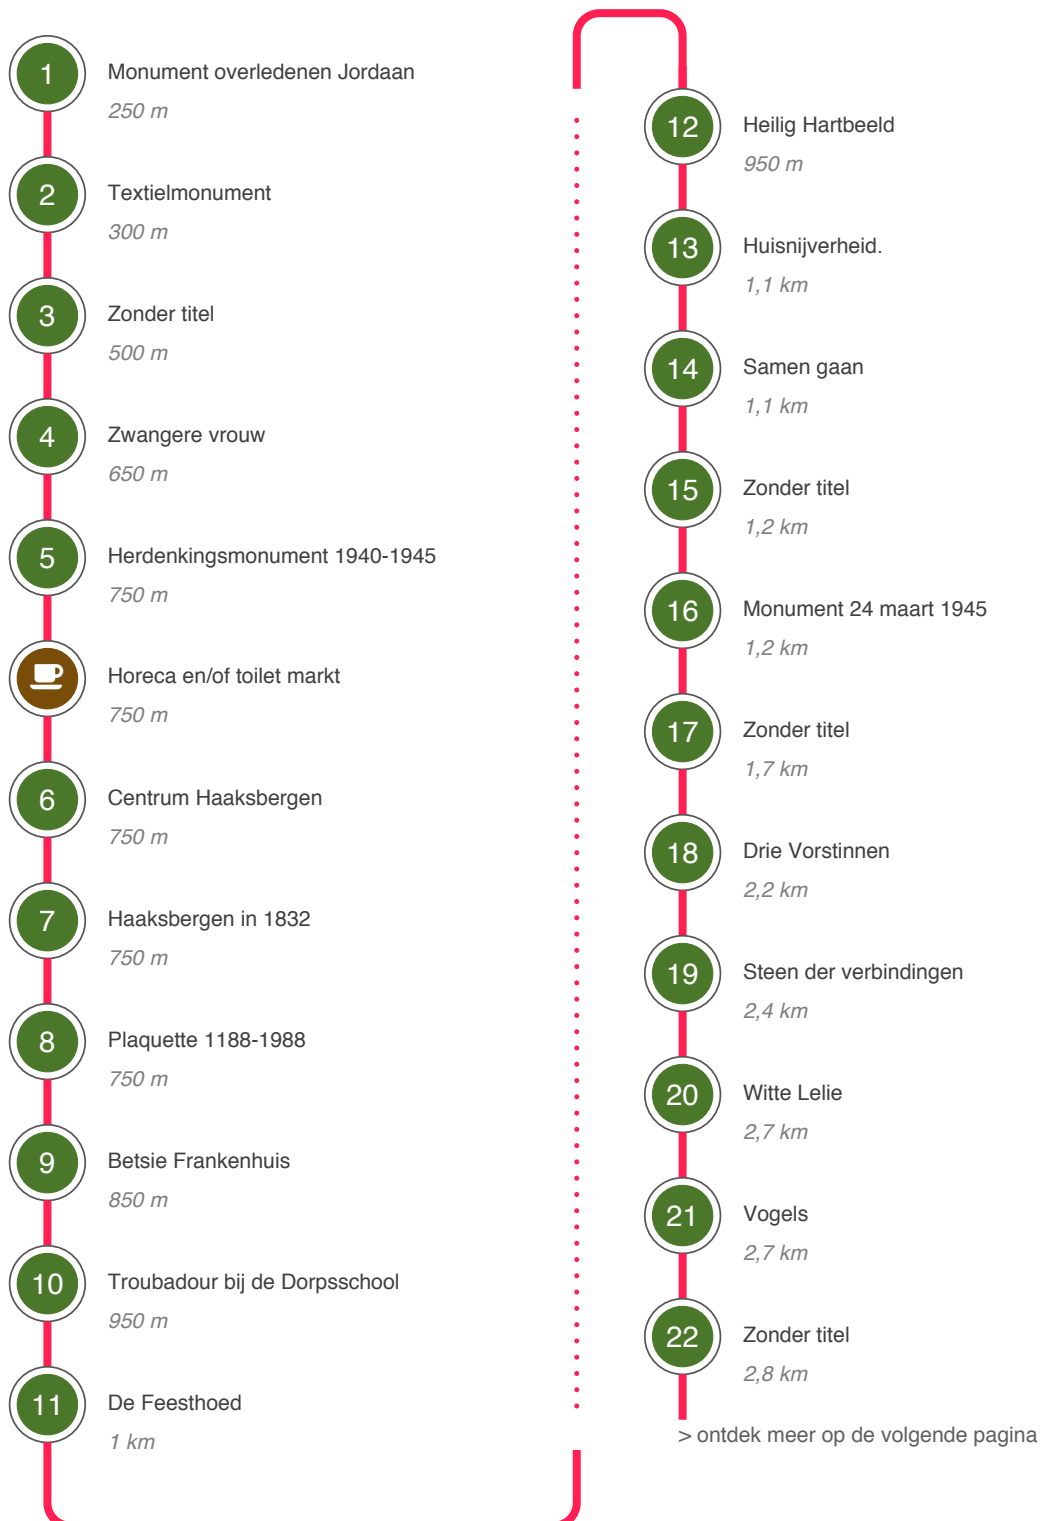 1
Monument overledenen Jordaan
250 m
2
Textielmonument
300 m
3
Zonder titel
500 m
4
Zwangere vrouw
650 m
5
Herdenkingsmonument 1940-1945
750 m
Horeca en/of toilet markt
750 m
6
Centrum Haaksbergen
750 m
7
Haaksbergen in 1832
750 m
8
Plaquette 1188-1988
750 m
9
Betsie Frankenhuis
850 m
10
Troubadour bij de Dorpsschool
950 m
11
De Feesthoed
1 km
12
Heilig Hartbeeld
950 m
13
Huisnijverheid.
1,1 km
14
Samen gaan
1,1 km
15
Zonder titel
1,2 km
16
Monument 24 maart 1945
1,2 km
17
Zonder titel
1,7 km
18
Drie Vorstinnen
2,2 km
19
Steen der verbindingen
2,4 km
20
Witte Lelie
2,7 km
21
Vogels
2,7 km
22
Zonder titel
2,8 km
> ontdek meer op de volgende pagina